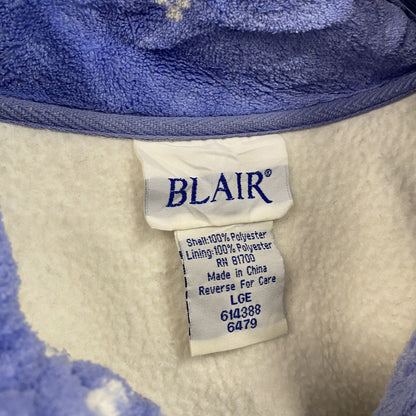 BLAIR®
Shell:100% Polyester
Lining:100% Polyester
RN 81700
Made in China
Reverse For Care
LGE
614388
6479